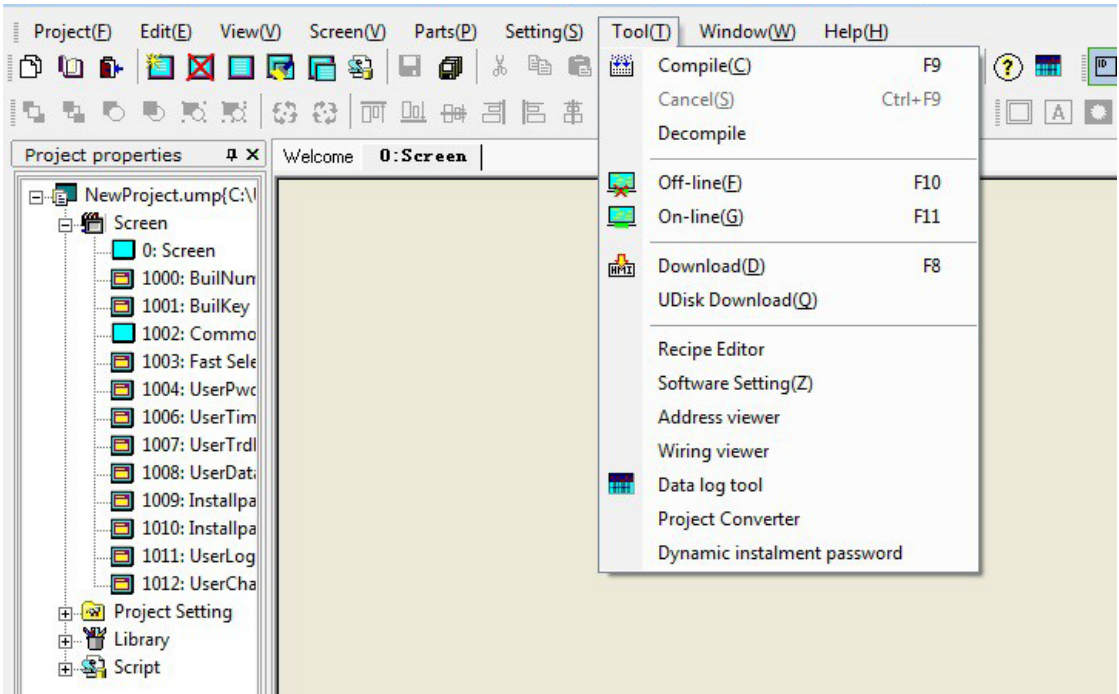 Project(F) Edit(E) View(V) Screen(V) Parts(P) Setting(S) Tool(T) Window(W) Help(H)
Compile(C) F9
Cancel(S) Ctrl+F9
Decompile
Off-line(F) F10
On-line(G) F11
HMI Download(D) F8
UDisk Download(Q)
Recipe Editor
Software Setting(Z)
Address viewer
Wiring viewer
Data log tool
Project Converter
Dynamic instalment password
ID
A
Project properties
Welcome 0:Screen
NewProject.ump{C:\
Screen
0: Screen
1000: BuilNum
1001: BuilKey
1002: Commo
1003: Fast Sele
1004: UserPwd
1006: UserTim
1007: UserTrdl
1008: UserData
1009: Installpa
1010: Installpa
1011: UserLog
1012: UserCha
Project Setting
Library
Script